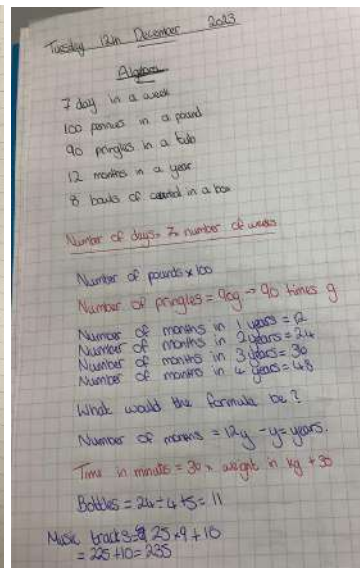 Tuesday 12th December 2023
Algebra
7 day in a week
100 pennies in a pound
90 pringles in a tub
12 months in a year
8 bowls of cereal in a box
Number of days = 7 × number of weeks
Number of pounds × 100
Number of pringles = 90g → 90 times g
Number of months in 1 years = 12
Number of months in 2 years = 24
Number of months in 3 years = 36
Number of months in 4 years = 48
What would the formula be?
Number of months = 12y - y = years.
Time in minutes = 30 × weight in kg + 30
Bottles = 24 ÷ 4 + 5 = 11
Music tracks = 25 × 9 + 10
= 225 + 10 = 235